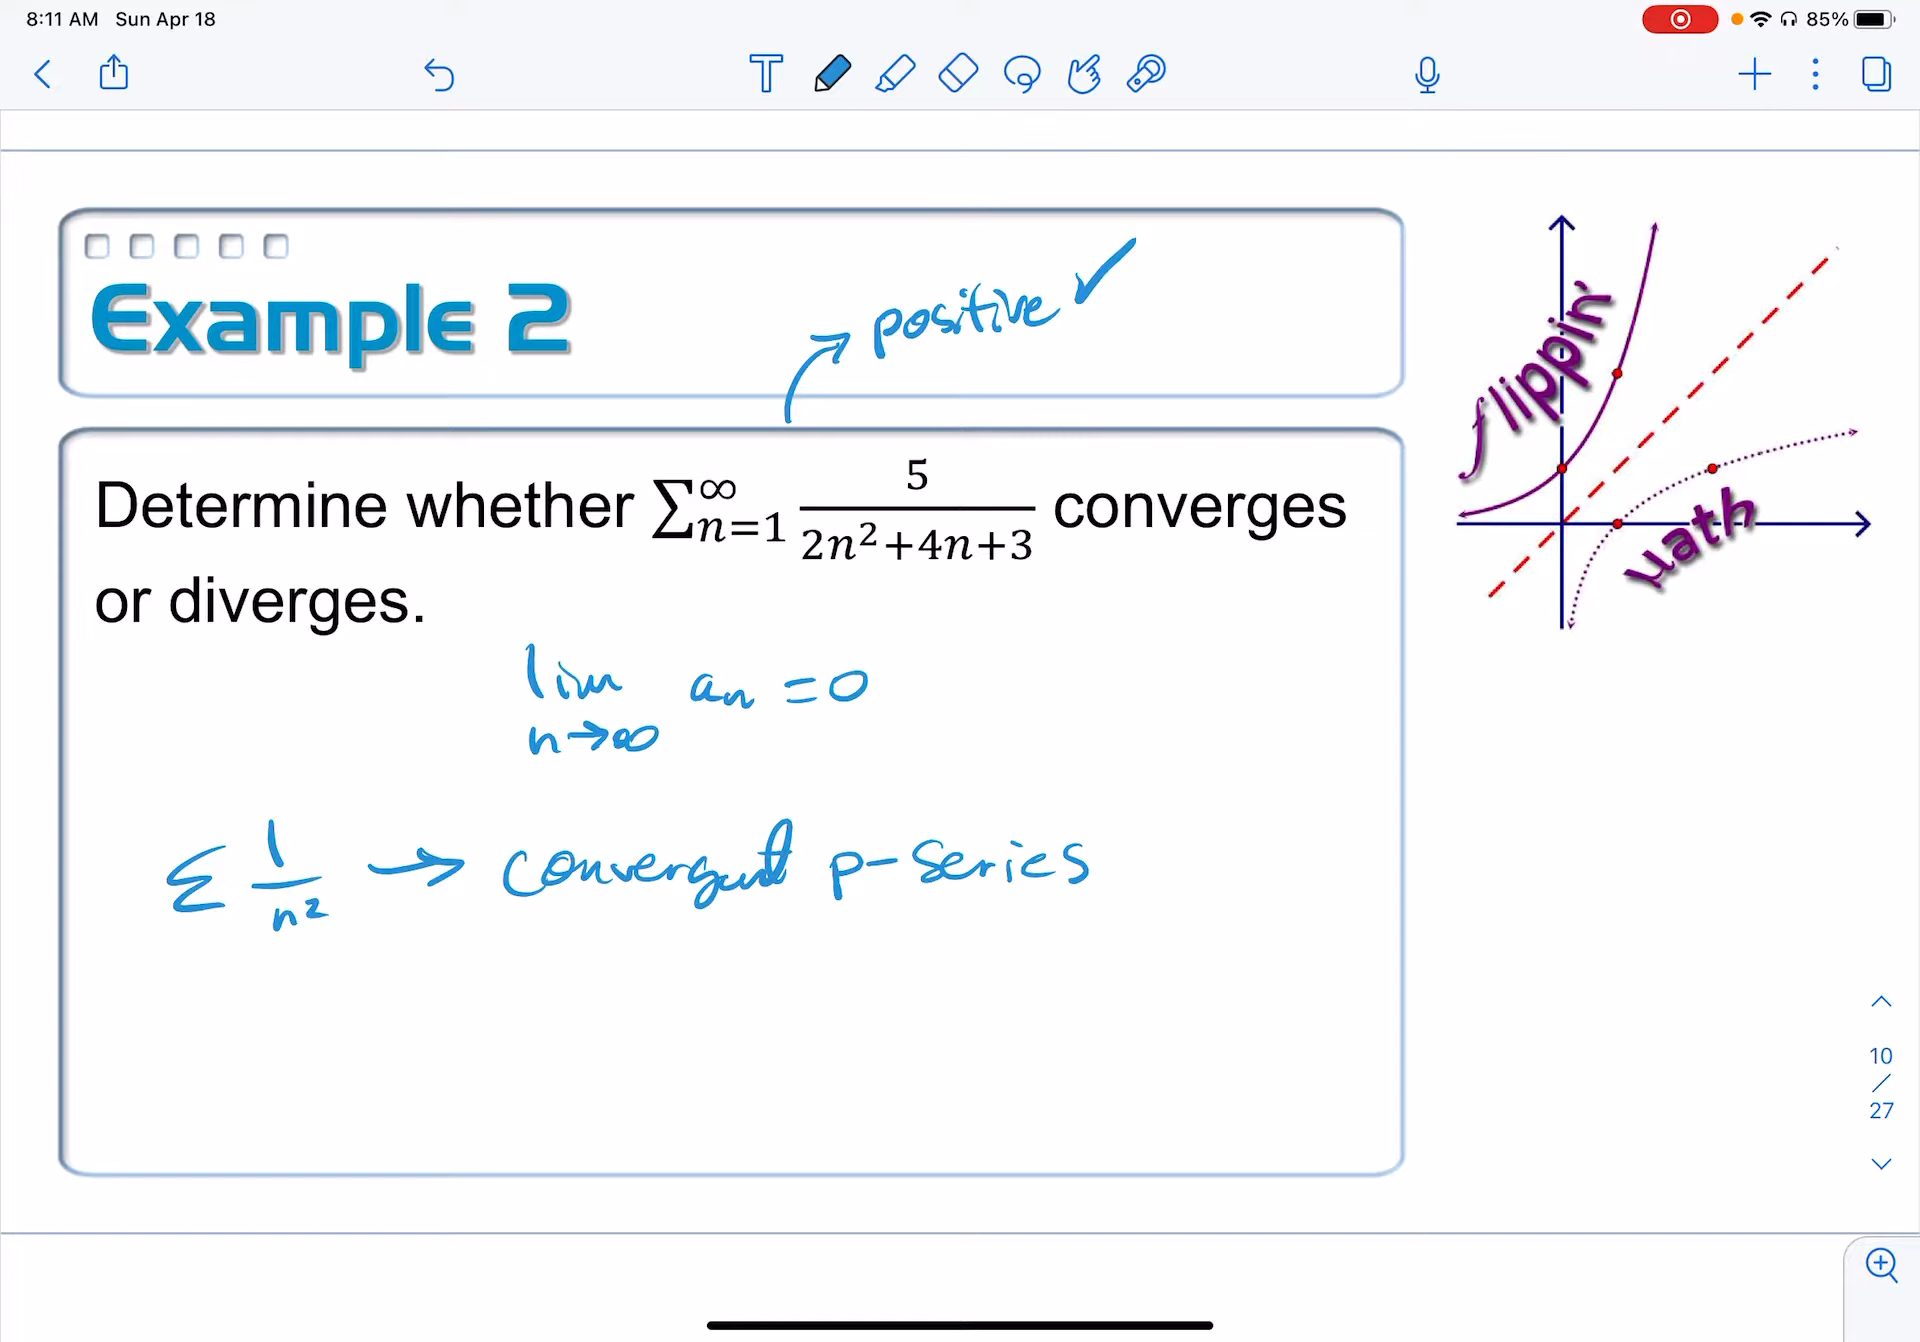 8:11 AM Sun Apr 18
85%
Example 2
positive ✓
Determine whether ∑_{n=1}^{∞} 5/(2n²+4n+3) converges
or diverges.
lim aₙ = 0
n→∞
Σ 1/n² → convergent p-series
flippin'
math
10
/
27